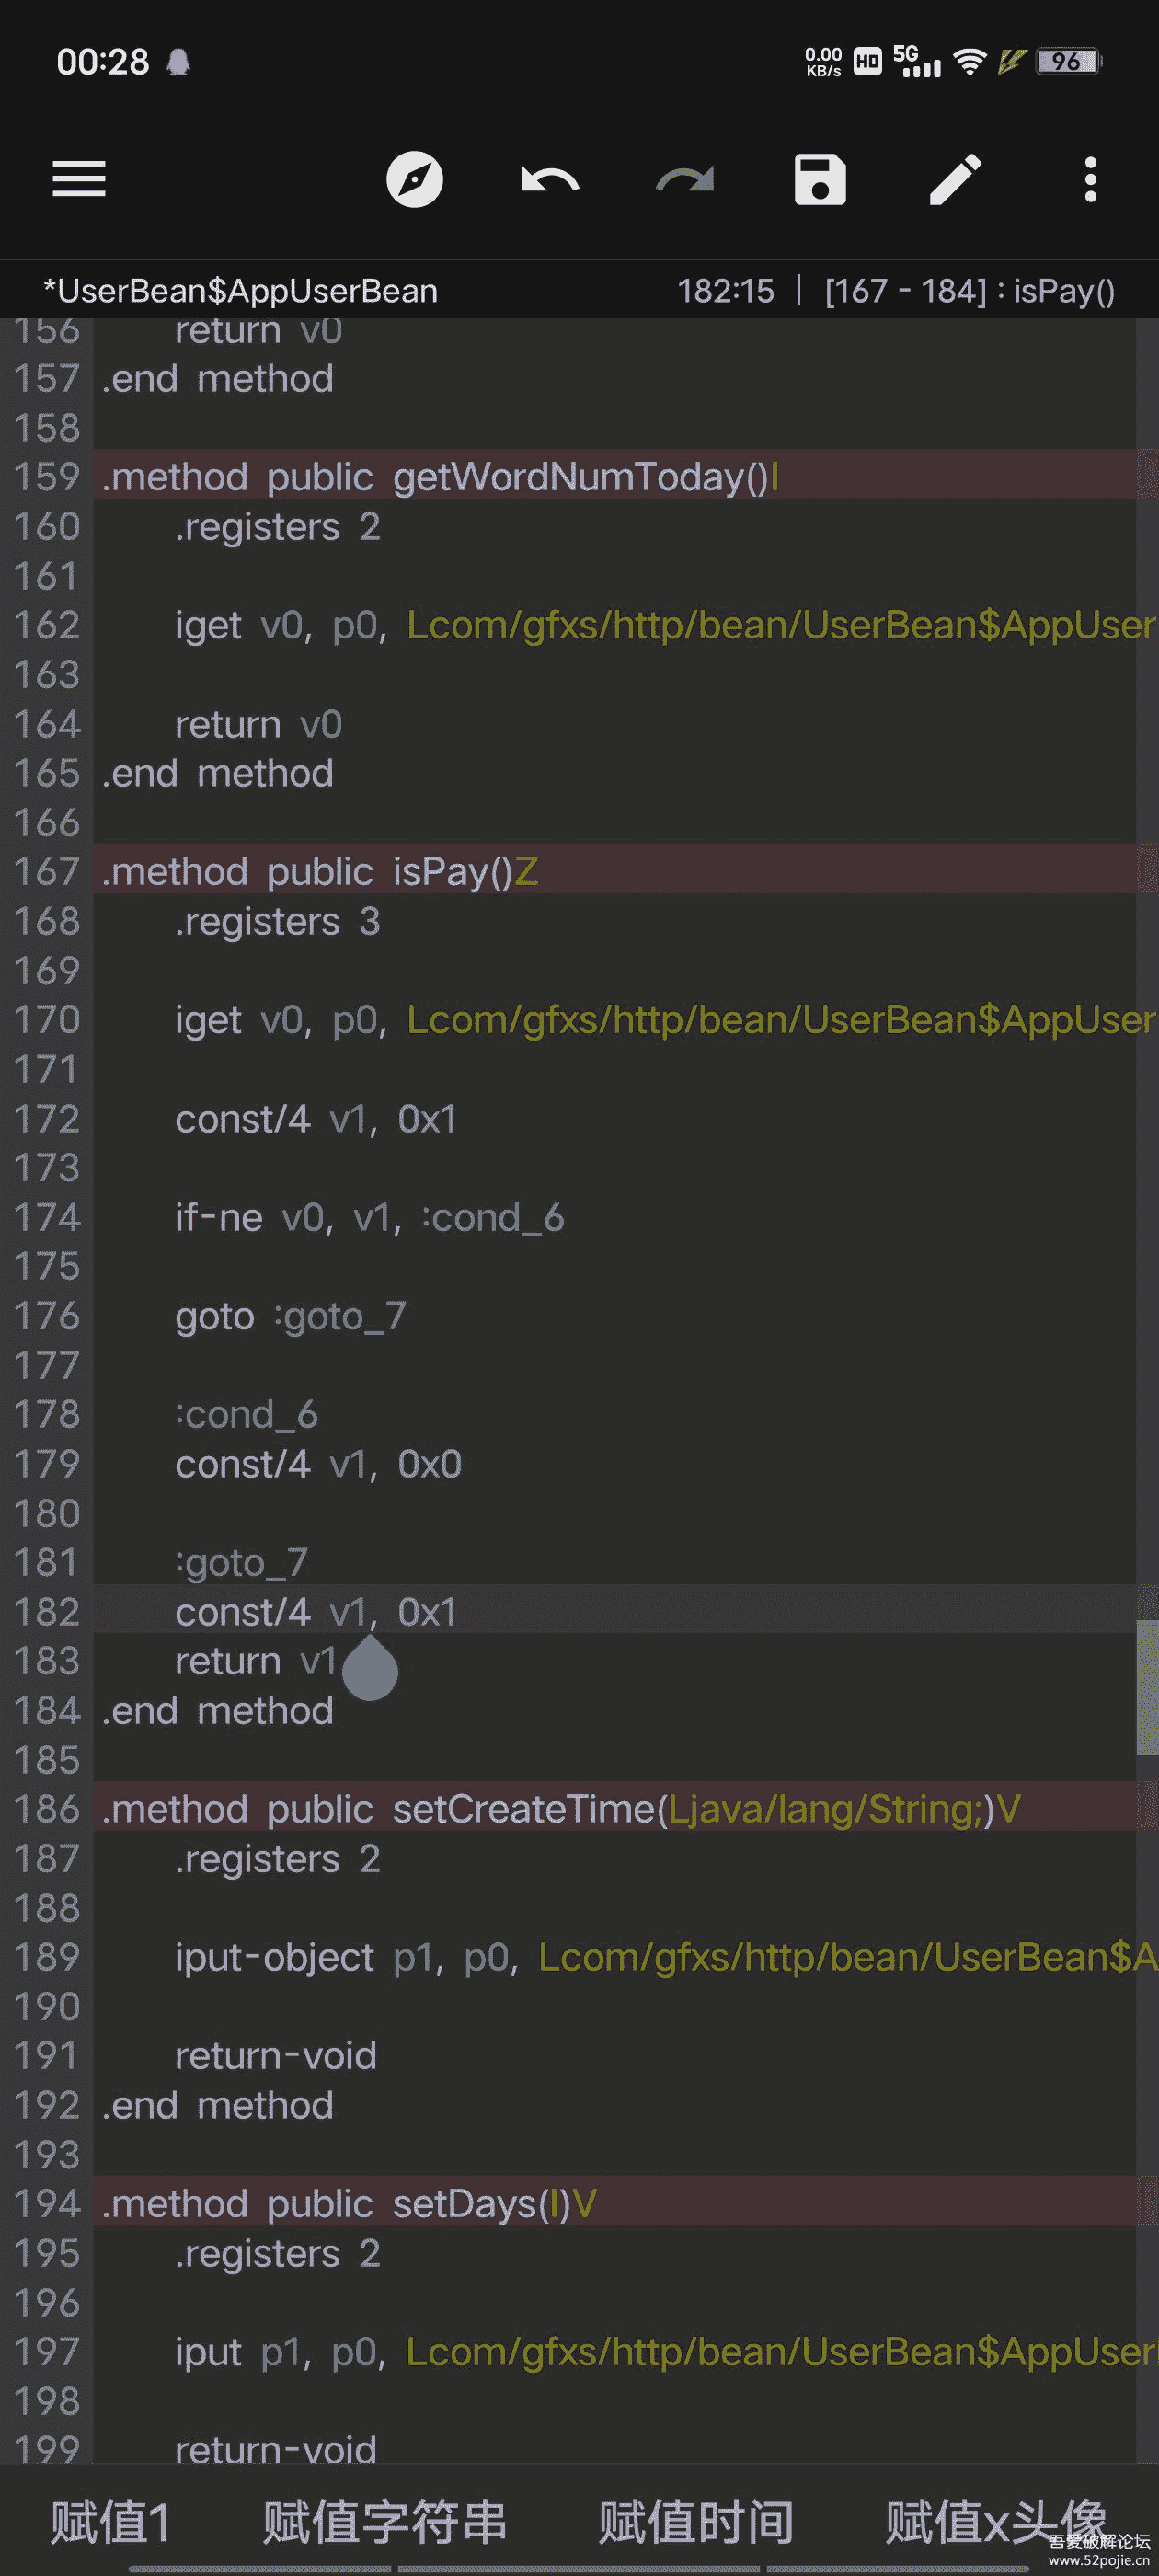 00:28
0.00 KB/s HD 5G 96
*UserBean$AppUserBean 182:15 [167 - 184] : isPay()
156 return v0
157 .end method
158
159 .method public getWordNumToday()I
160 .registers 2
161
162 iget v0, p0, Lcom/gfxs/http/bean/UserBean$AppUser
163
164 return v0
165 .end method
166
167 .method public isPay()Z
168 .registers 3
169
170 iget v0, p0, Lcom/gfxs/http/bean/UserBean$AppUser
171
172 const/4 v1, 0x1
173
174 if-ne v0, v1, :cond_6
175
176 goto :goto_7
177
178 :cond_6
179 const/4 v1, 0x0
180
181 :goto_7
182 const/4 v1, 0x1
183 return v1
184 .end method
185
186 .method public setCreateTime(Ljava/lang/String;)V
187 .registers 2
188
189 iput-object p1, p0, Lcom/gfxs/http/bean/UserBean$A
190
191 return-void
192 .end method
193
194 .method public setDays(I)V
195 .registers 2
196
197 iput p1, p0, Lcom/gfxs/http/bean/UserBean$AppUser
198
199 return-void
赋值1 赋值字符串 赋值时间 赋值x头像
吾爱破解论坛
www.52pojie.cn